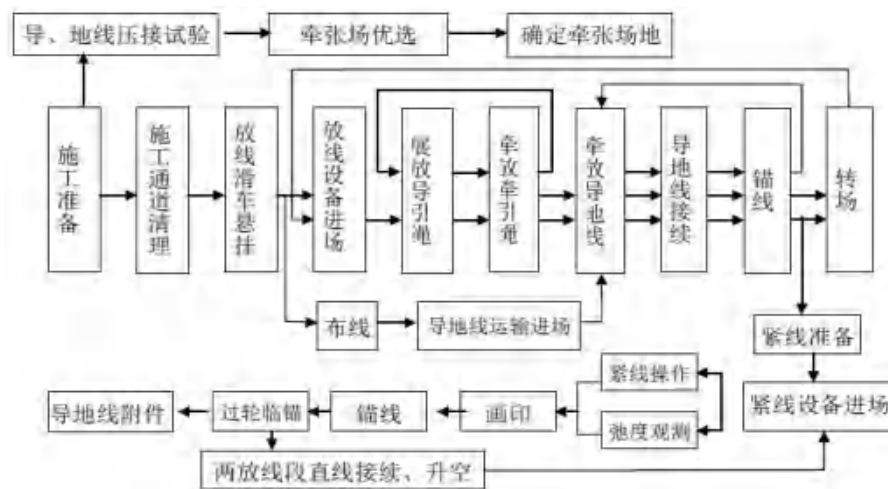 导、地线压接试验
牵张场优选
确定牵张场地
施工准备
施工通道清理
放线滑车悬挂
放线设备进场
展放导引绳
牵放牵引绳
牵放导地线
导地线接续
锚线
转场
布线
导地线运输进场
紧线准备
紧线设备进场
紧线操作
弛度观测
画印
锚线
过轮临锚
导地线附件
两放线段直线接续、升空